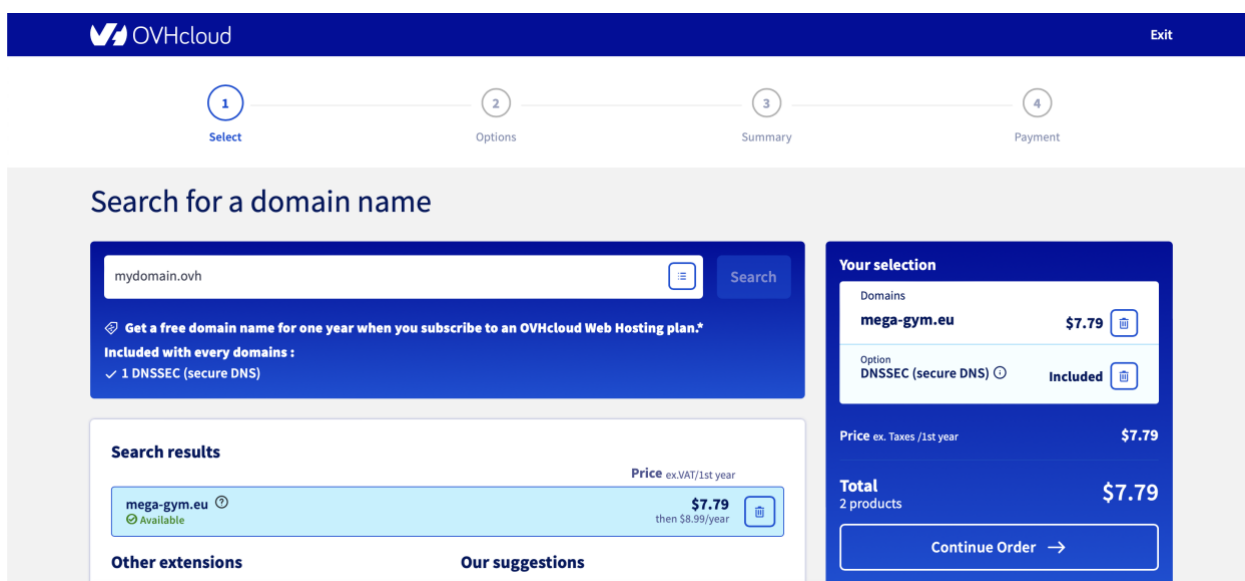 OVHcloud
Exit
1
2
3
4
Select
Options
Summary
Payment
Search for a domain name
mydomain.ovh
Search
Get a free domain name for one year when you subscribe to an OVHcloud Web Hosting plan.*
Included with every domains :
1 DNSSEC (secure DNS)
Search results
Price ex.VAT/1st year
mega-gym.eu
$7.79
Available
then $8.99/year
Other extensions
Our suggestions
Your selection
Domains
mega-gym.eu
$7.79
Option
DNSSEC (secure DNS)
Included
Price ex. Taxes /1st year
$7.79
Total
2 products
$7.79
Continue Order →